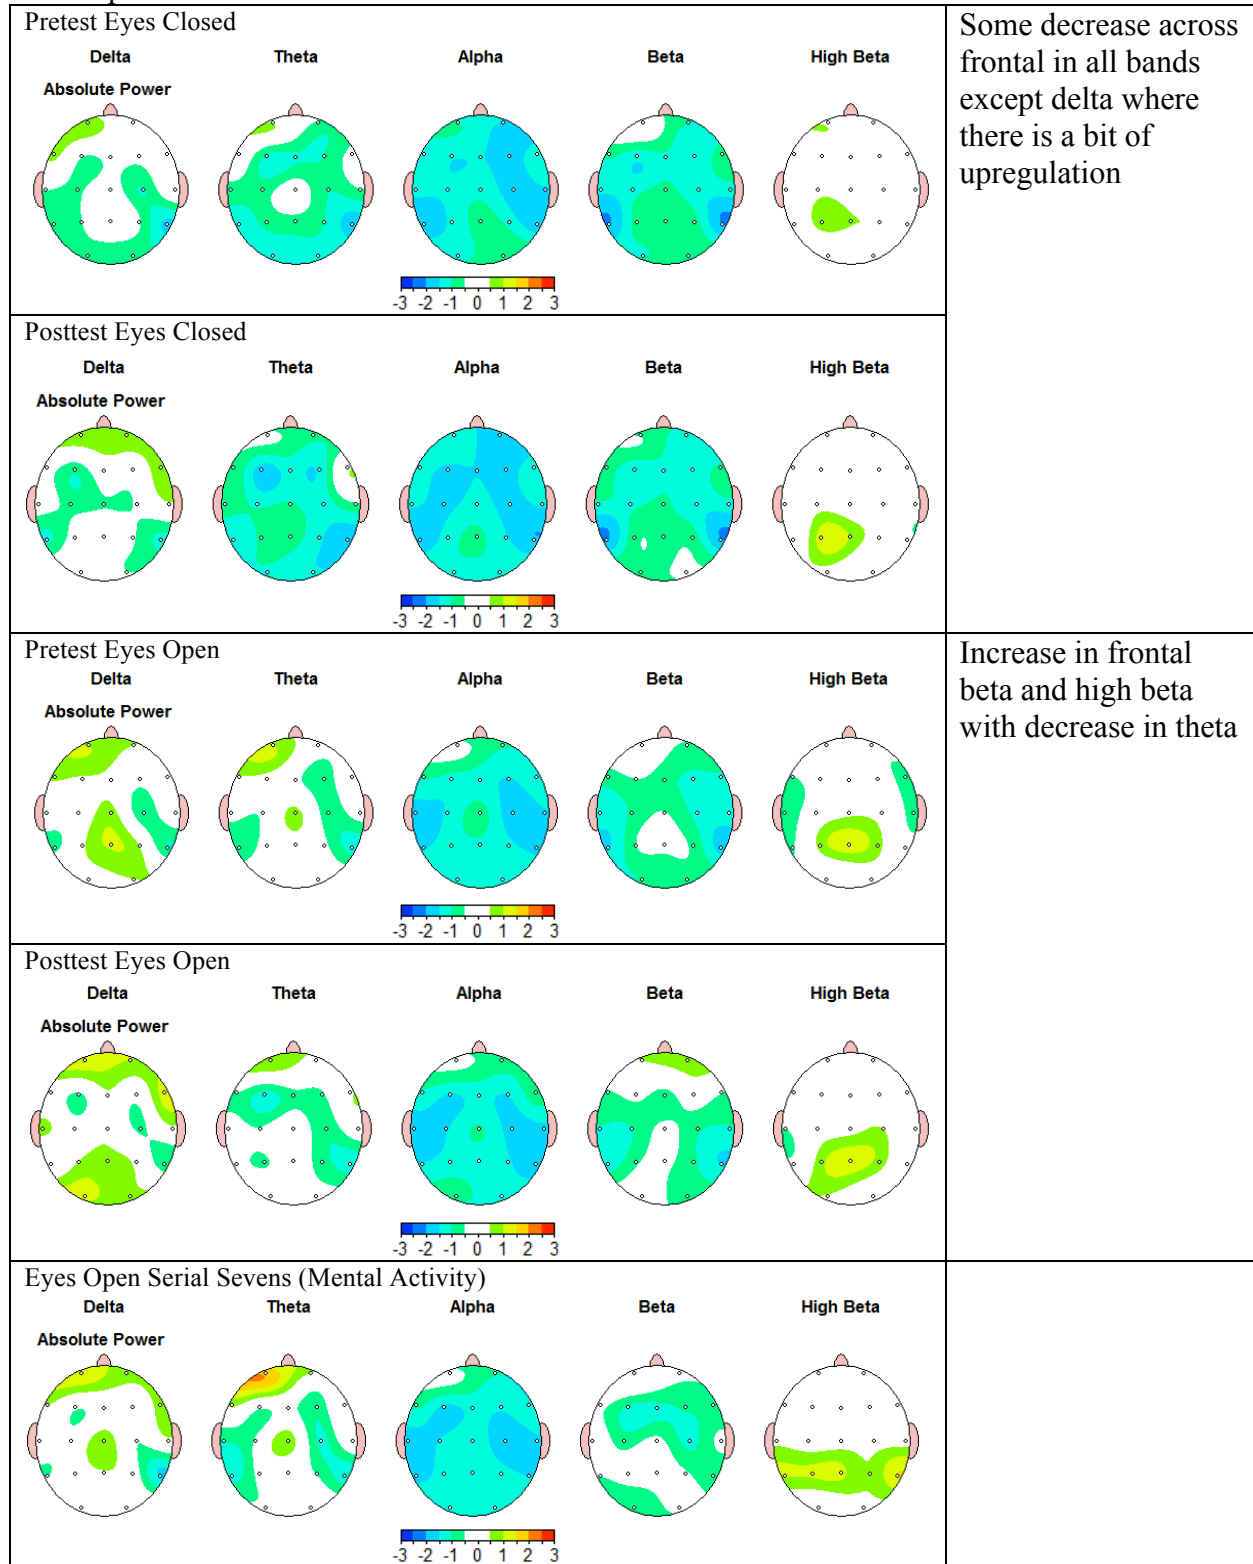 Pretest Eyes Closed
Delta Theta Alpha Beta High Beta
Absolute Power
-3 -2 -1 0 1 2 3
Some decrease across
frontal in all bands
except delta where
there is a bit of
upregulation
Posttest Eyes Closed
Delta Theta Alpha Beta High Beta
Absolute Power
-3 -2 -1 0 1 2 3
Pretest Eyes Open
Delta Theta Alpha Beta High Beta
Absolute Power
-3 -2 -1 0 1 2 3
Increase in frontal
beta and high beta
with decrease in theta
Posttest Eyes Open
Delta Theta Alpha Beta High Beta
Absolute Power
-3 -2 -1 0 1 2 3
Eyes Open Serial Sevens (Mental Activity)
Delta Theta Alpha Beta High Beta
Absolute Power
-3 -2 -1 0 1 2 3